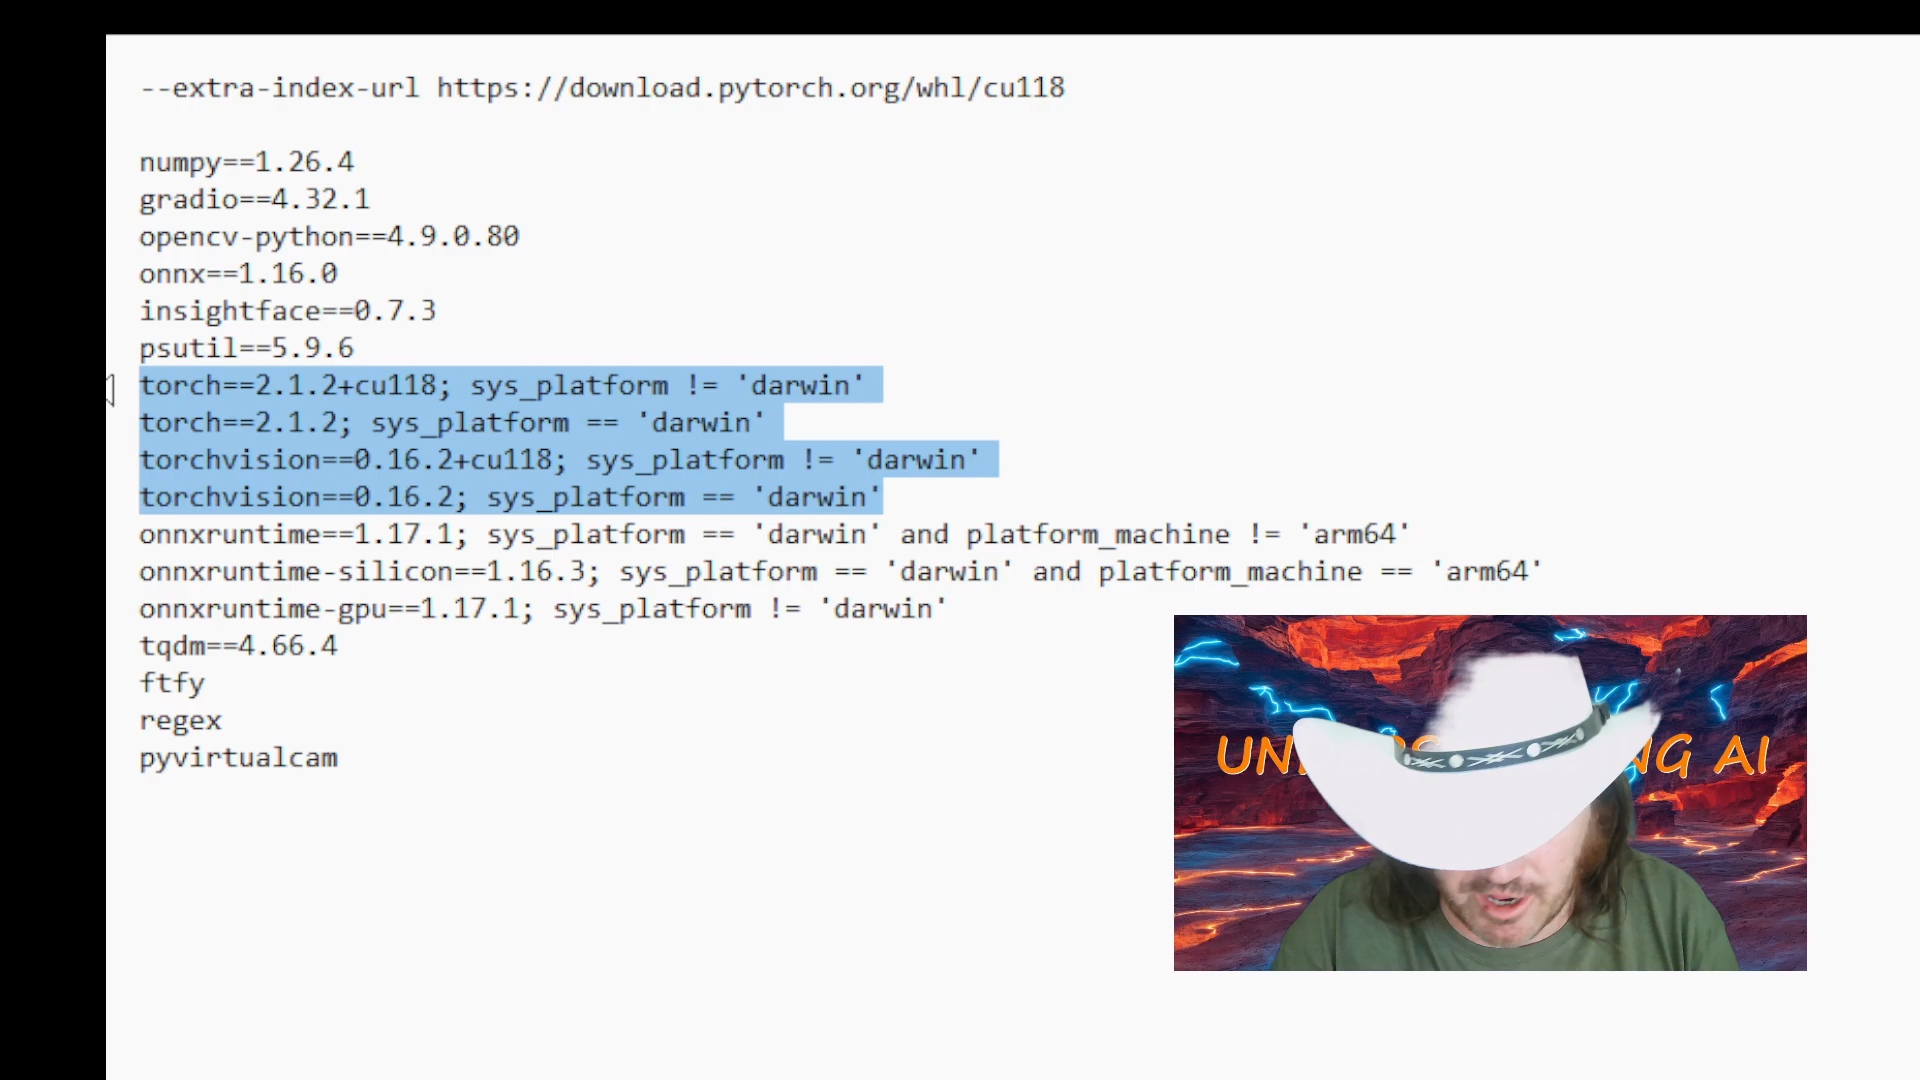 --extra-index-url https://download.pytorch.org/whl/cu118
numpy==1.26.4
gradio==4.32.1
opencv-python==4.9.0.80
onnx==1.16.0
insightface==0.7.3
psutil==5.9.6
torch==2.1.2+cu118; sys_platform != 'darwin'
torch==2.1.2; sys_platform == 'darwin'
torchvision==0.16.2+cu118; sys_platform != 'darwin'
torchvision==0.16.2; sys_platform == 'darwin'
onnxruntime==1.17.1; sys_platform == 'darwin' and platform_machine != 'arm64'
onnxruntime-silicon==1.16.3; sys_platform == 'darwin' and platform_machine == 'arm64'
onnxruntime-gpu==1.17.1; sys_platform != 'darwin'
tqdm==4.66.4
ftfy
regex
pyvirtualcam
AI